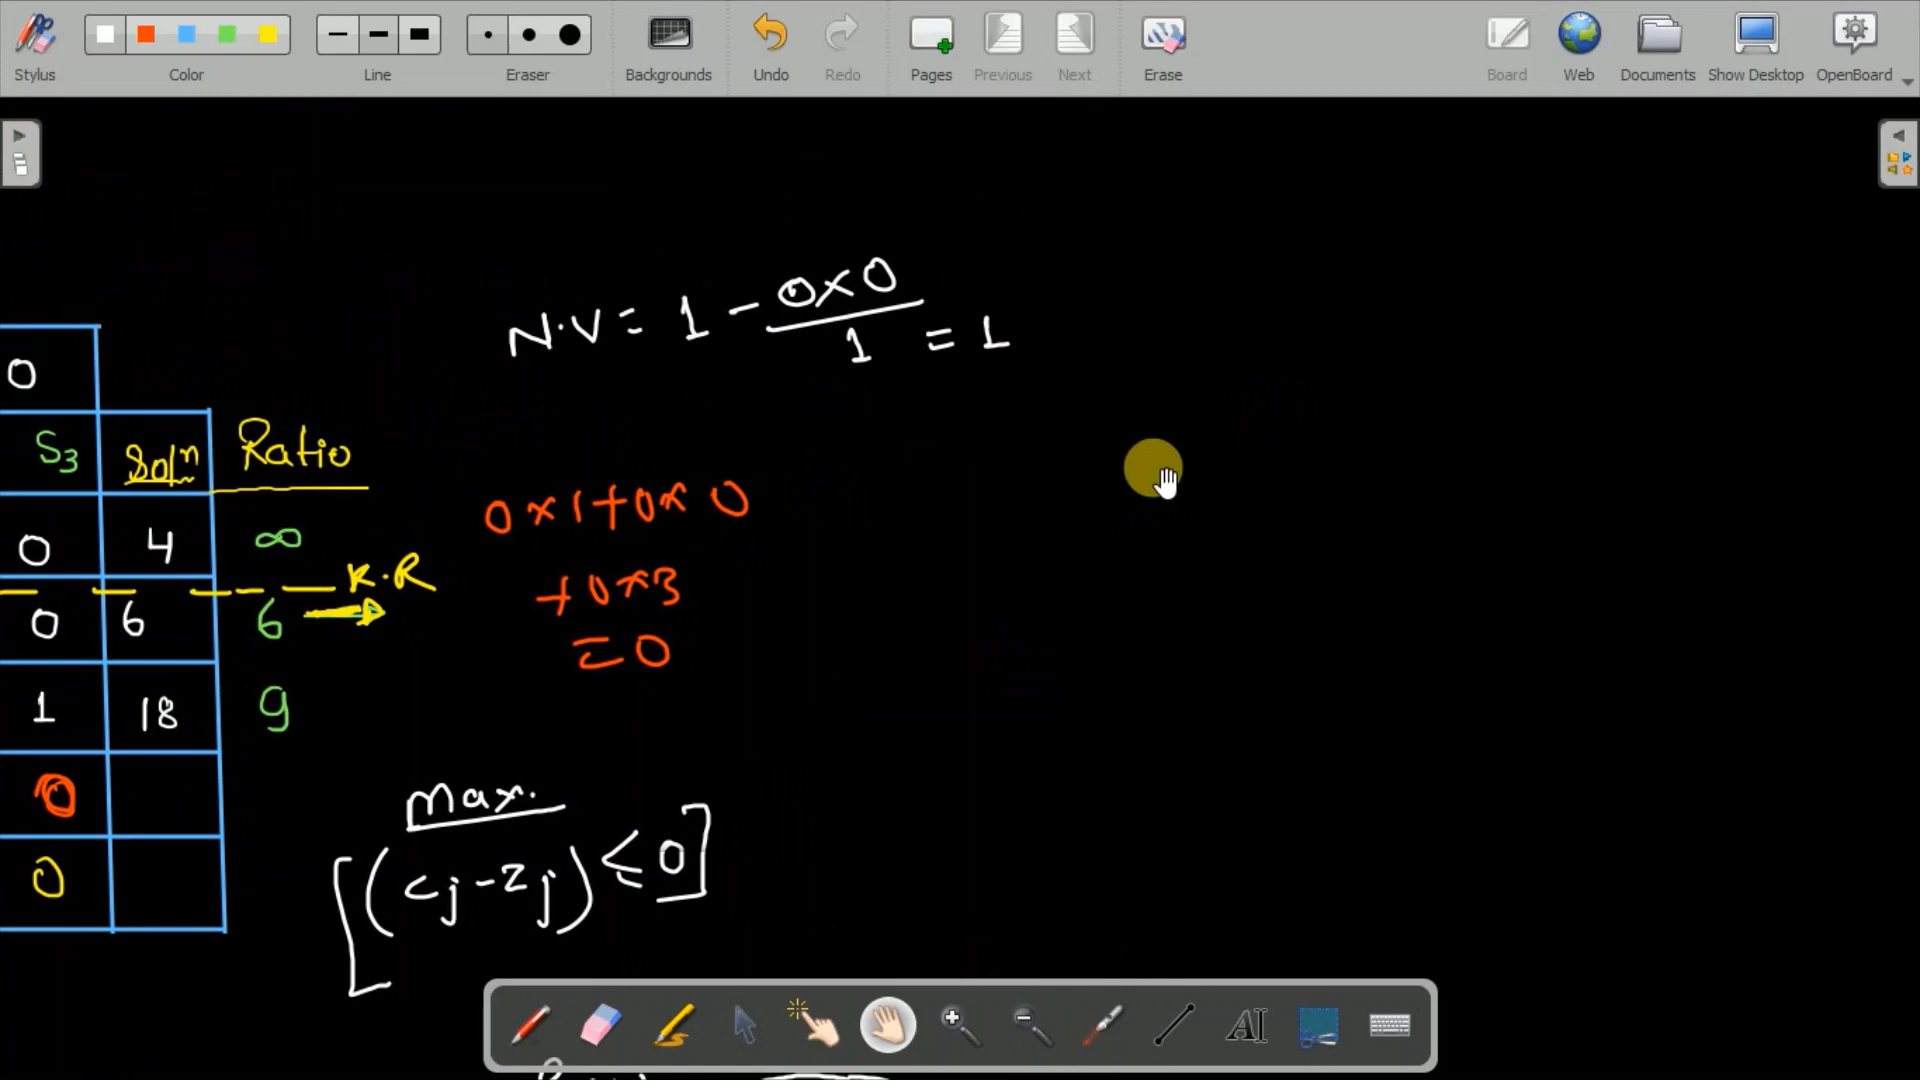 Stylus Color Line Eraser Backgrounds Undo Redo Pages Previous Next Erase Board Web Documents Show Desktop OpenBoard
N.V = 1 - 0×0/1 = 1
0
S3 Solⁿ Ratio
0×1+0×0
0 4 ∞
K.R
+0×3
0 6 6
=0
1 18 9
0
Max.
0
[(cj-zj) ≤ 0]
AI